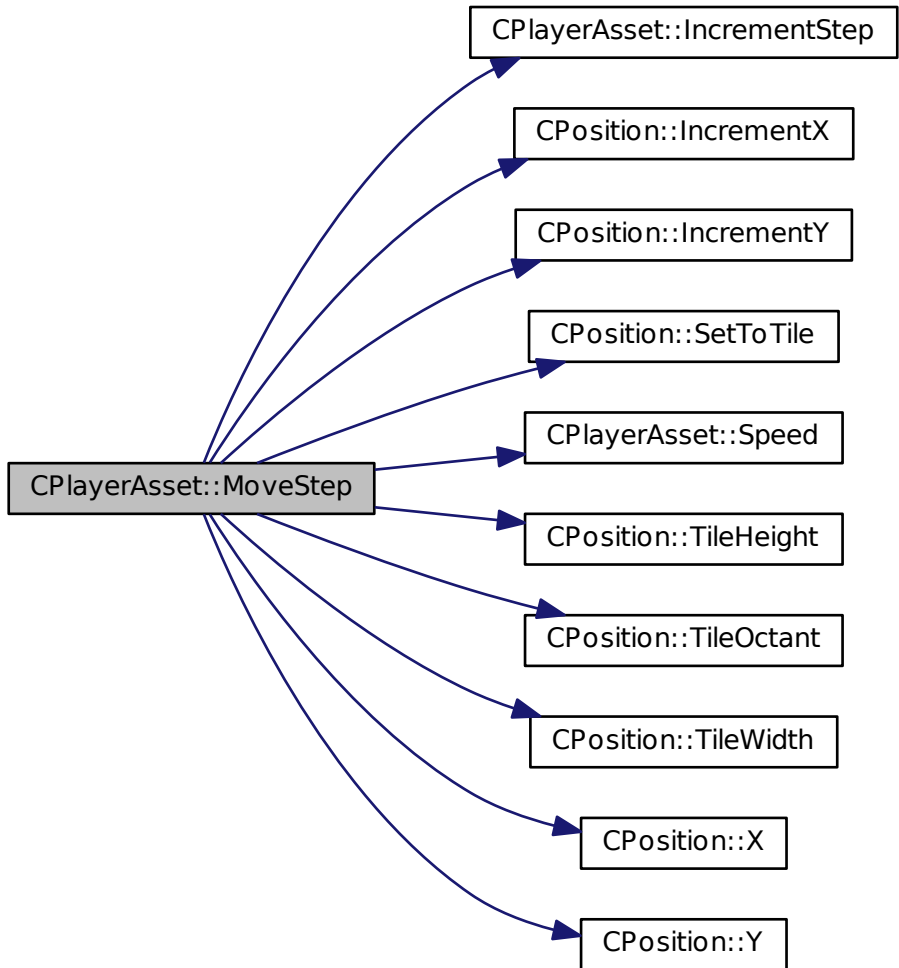 CPlayerAsset::IncrementStep
CPosition::IncrementX
CPosition::IncrementY
CPosition::SetToTile
CPlayerAsset::Speed
CPlayerAsset::MoveStep
CPosition::TileHeight
CPosition::TileOctant
CPosition::TileWidth
CPosition::X
CPosition::Y